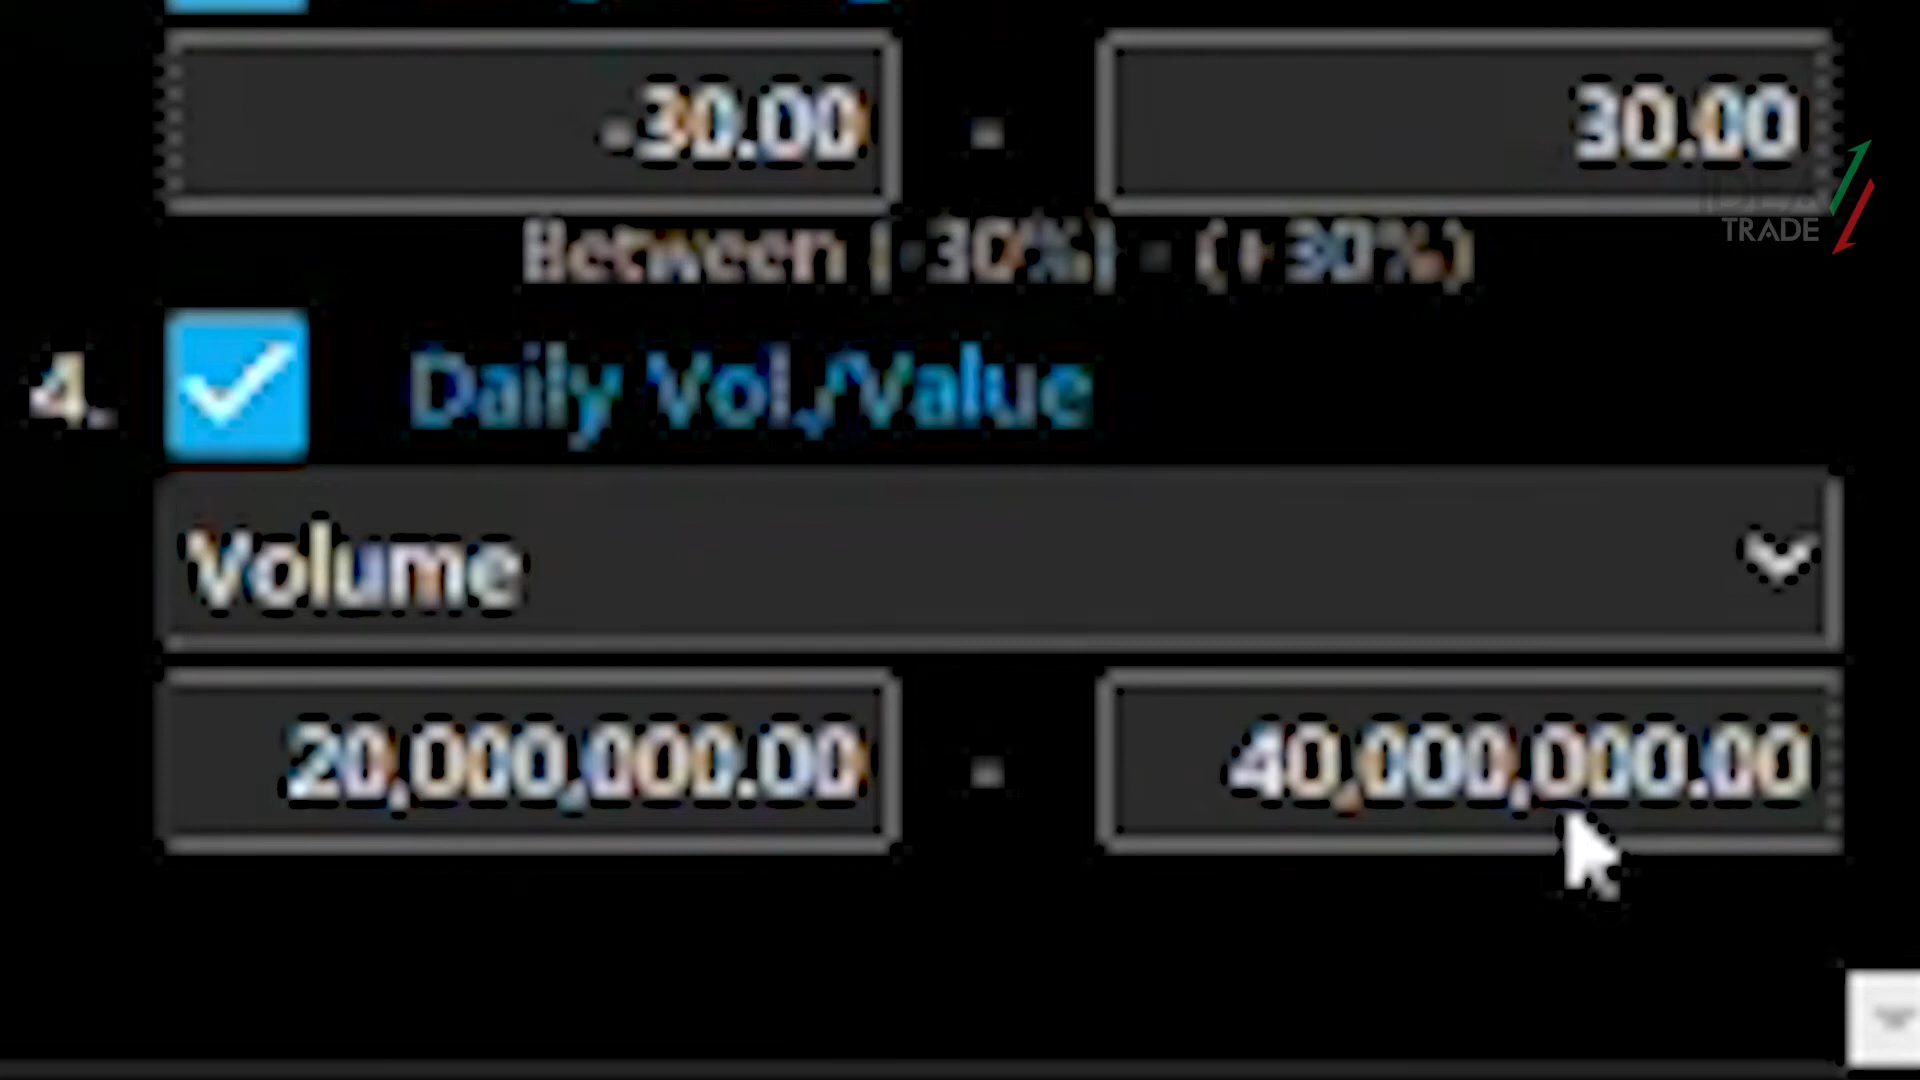 -30.00 - 30.00
Between (-30%) - (+30%)
4. Daily Vol./Value
Volume
20,000,000.00 - 40,000,000.00
IDEA
TRADE